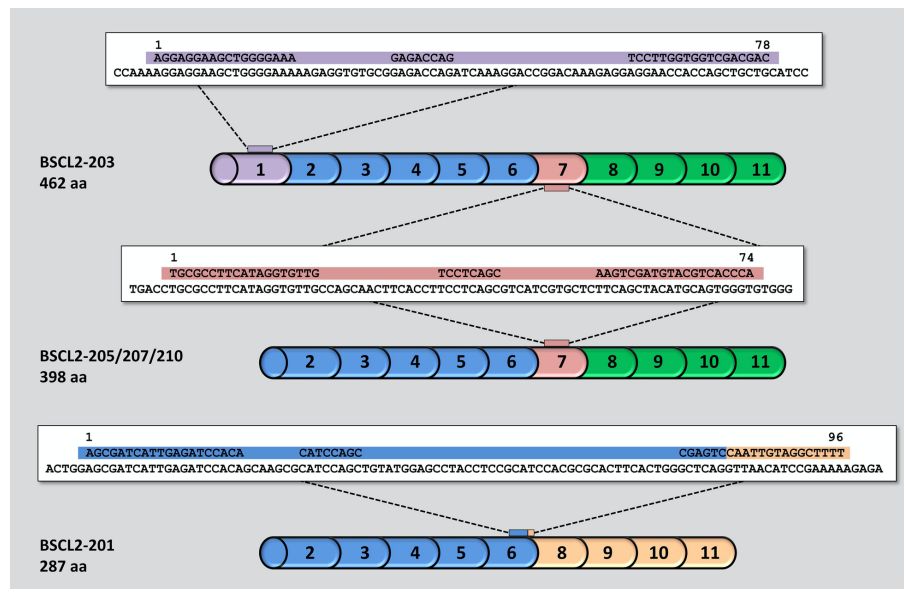 1 78
AGGAGGAAGCTGGGGAAA GAGACCAG TCCTTGGTGGTCGACGAC
CCAAAAGGAGGAAGCTGGGGAAAAAGAGGTGTGCGGAGACCAGATCAAAGGACCGGACAAAGAGGAGGAACCACCAGCTGCTGCATCC
BSCL2-203
462 aa
1 2 3 4 5 6 7 8 9 10 11
1 74
TGCGCCTTCATAGGTGTTG TCCTCAGC AAGTCGATGTACGTCACCCA
TGACCTGCGCCTTCATAGGTGTTGCCAGCAACTTCACCTTCCTCAGCGTCATCGTGCTCTTCAGCTACATGCAGTGGGTGTGGG
BSCL2-205/207/210
398 aa
2 3 4 5 6 7 8 9 10 11
1 96
AGCGATCATTGAGATCCACA CATCCAGC CGAGTCCAATTGTAGGCTTTT
ACTGGAGCGATCATTGAGATCCACAGCAAGCGCATCCAGCTGTATGGAGCCTACCTCCGCATCCACGCGCACTTCACTGGGCTCAGGTTAACATCCGAAAAAGAGA
BSCL2-201
287 aa
2 3 4 5 6 8 9 10 11